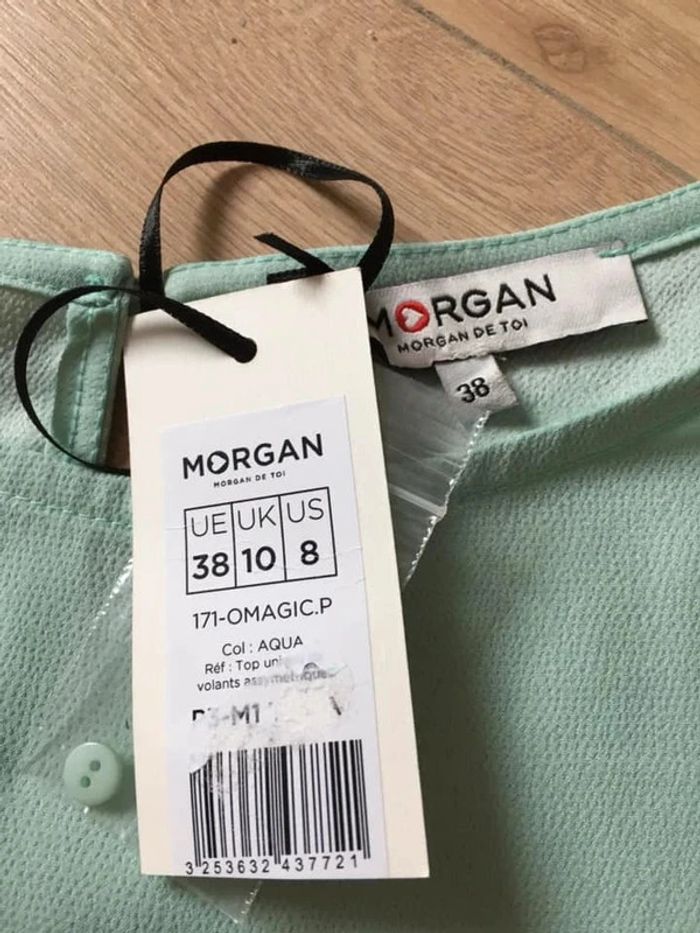 MORGAN
MORGAN DE TOI
38
MORGAN
MORGAN DE TOI
UE UK US
38 10 8
171-OMAGIC.P
Col : AQUA
Réf : Top
volants
3 253632 437721